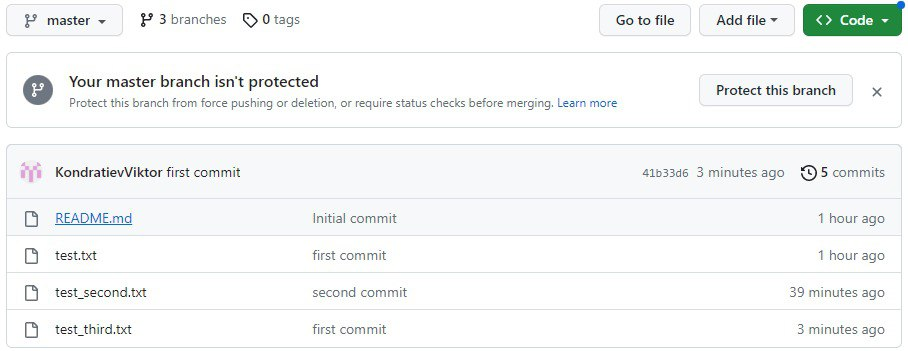 master 3 branches 0 tags Go to file Add file <> Code
Your master branch isn't protected
Protect this branch from force pushing or deletion, or require status checks before merging. Learn more
Protect this branch
KondratievViktor first commit 41b33d6 3 minutes ago 5 commits
README.md Initial commit 1 hour ago
test.txt first commit 1 hour ago
test_second.txt second commit 39 minutes ago
test_third.txt first commit 3 minutes ago